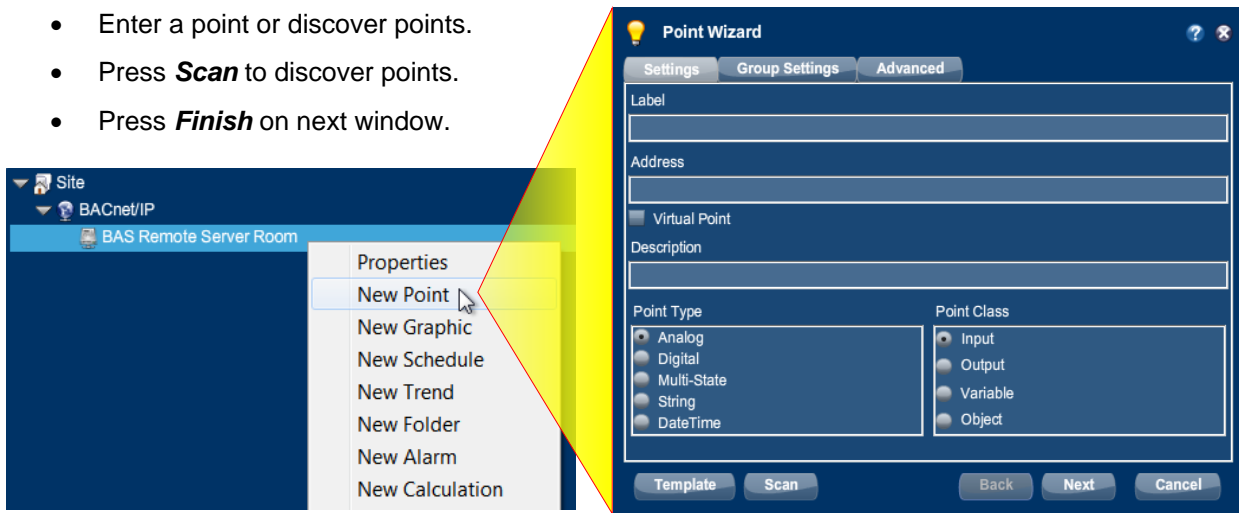 • Enter a point or discover points.
• Press Scan to discover points.
• Press Finish on next window.
Site
BACnet/IP
BAS Remote Server Room
Properties
New Point
New Graphic
New Schedule
New Trend
New Folder
New Alarm
New Calculation
Point Wizard
Settings Group Settings Advanced
Label
Address
Virtual Point
Description
Point Type
Analog
Digital
Multi-State
String
DateTime
Point Class
Input
Output
Variable
Object
Template Scan Back Next Cancel